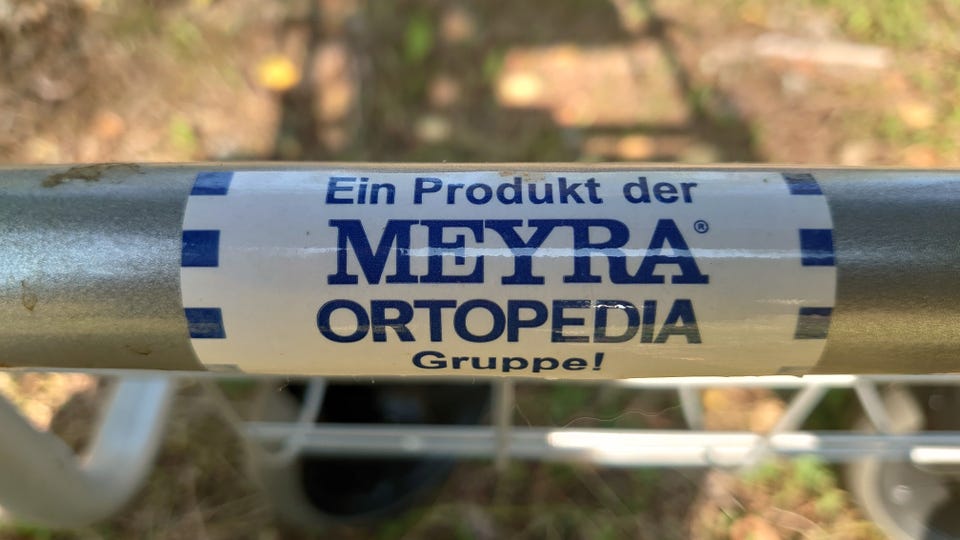 Ein Produkt der
MEYRA®
ORTOPEDIA
Gruppe!